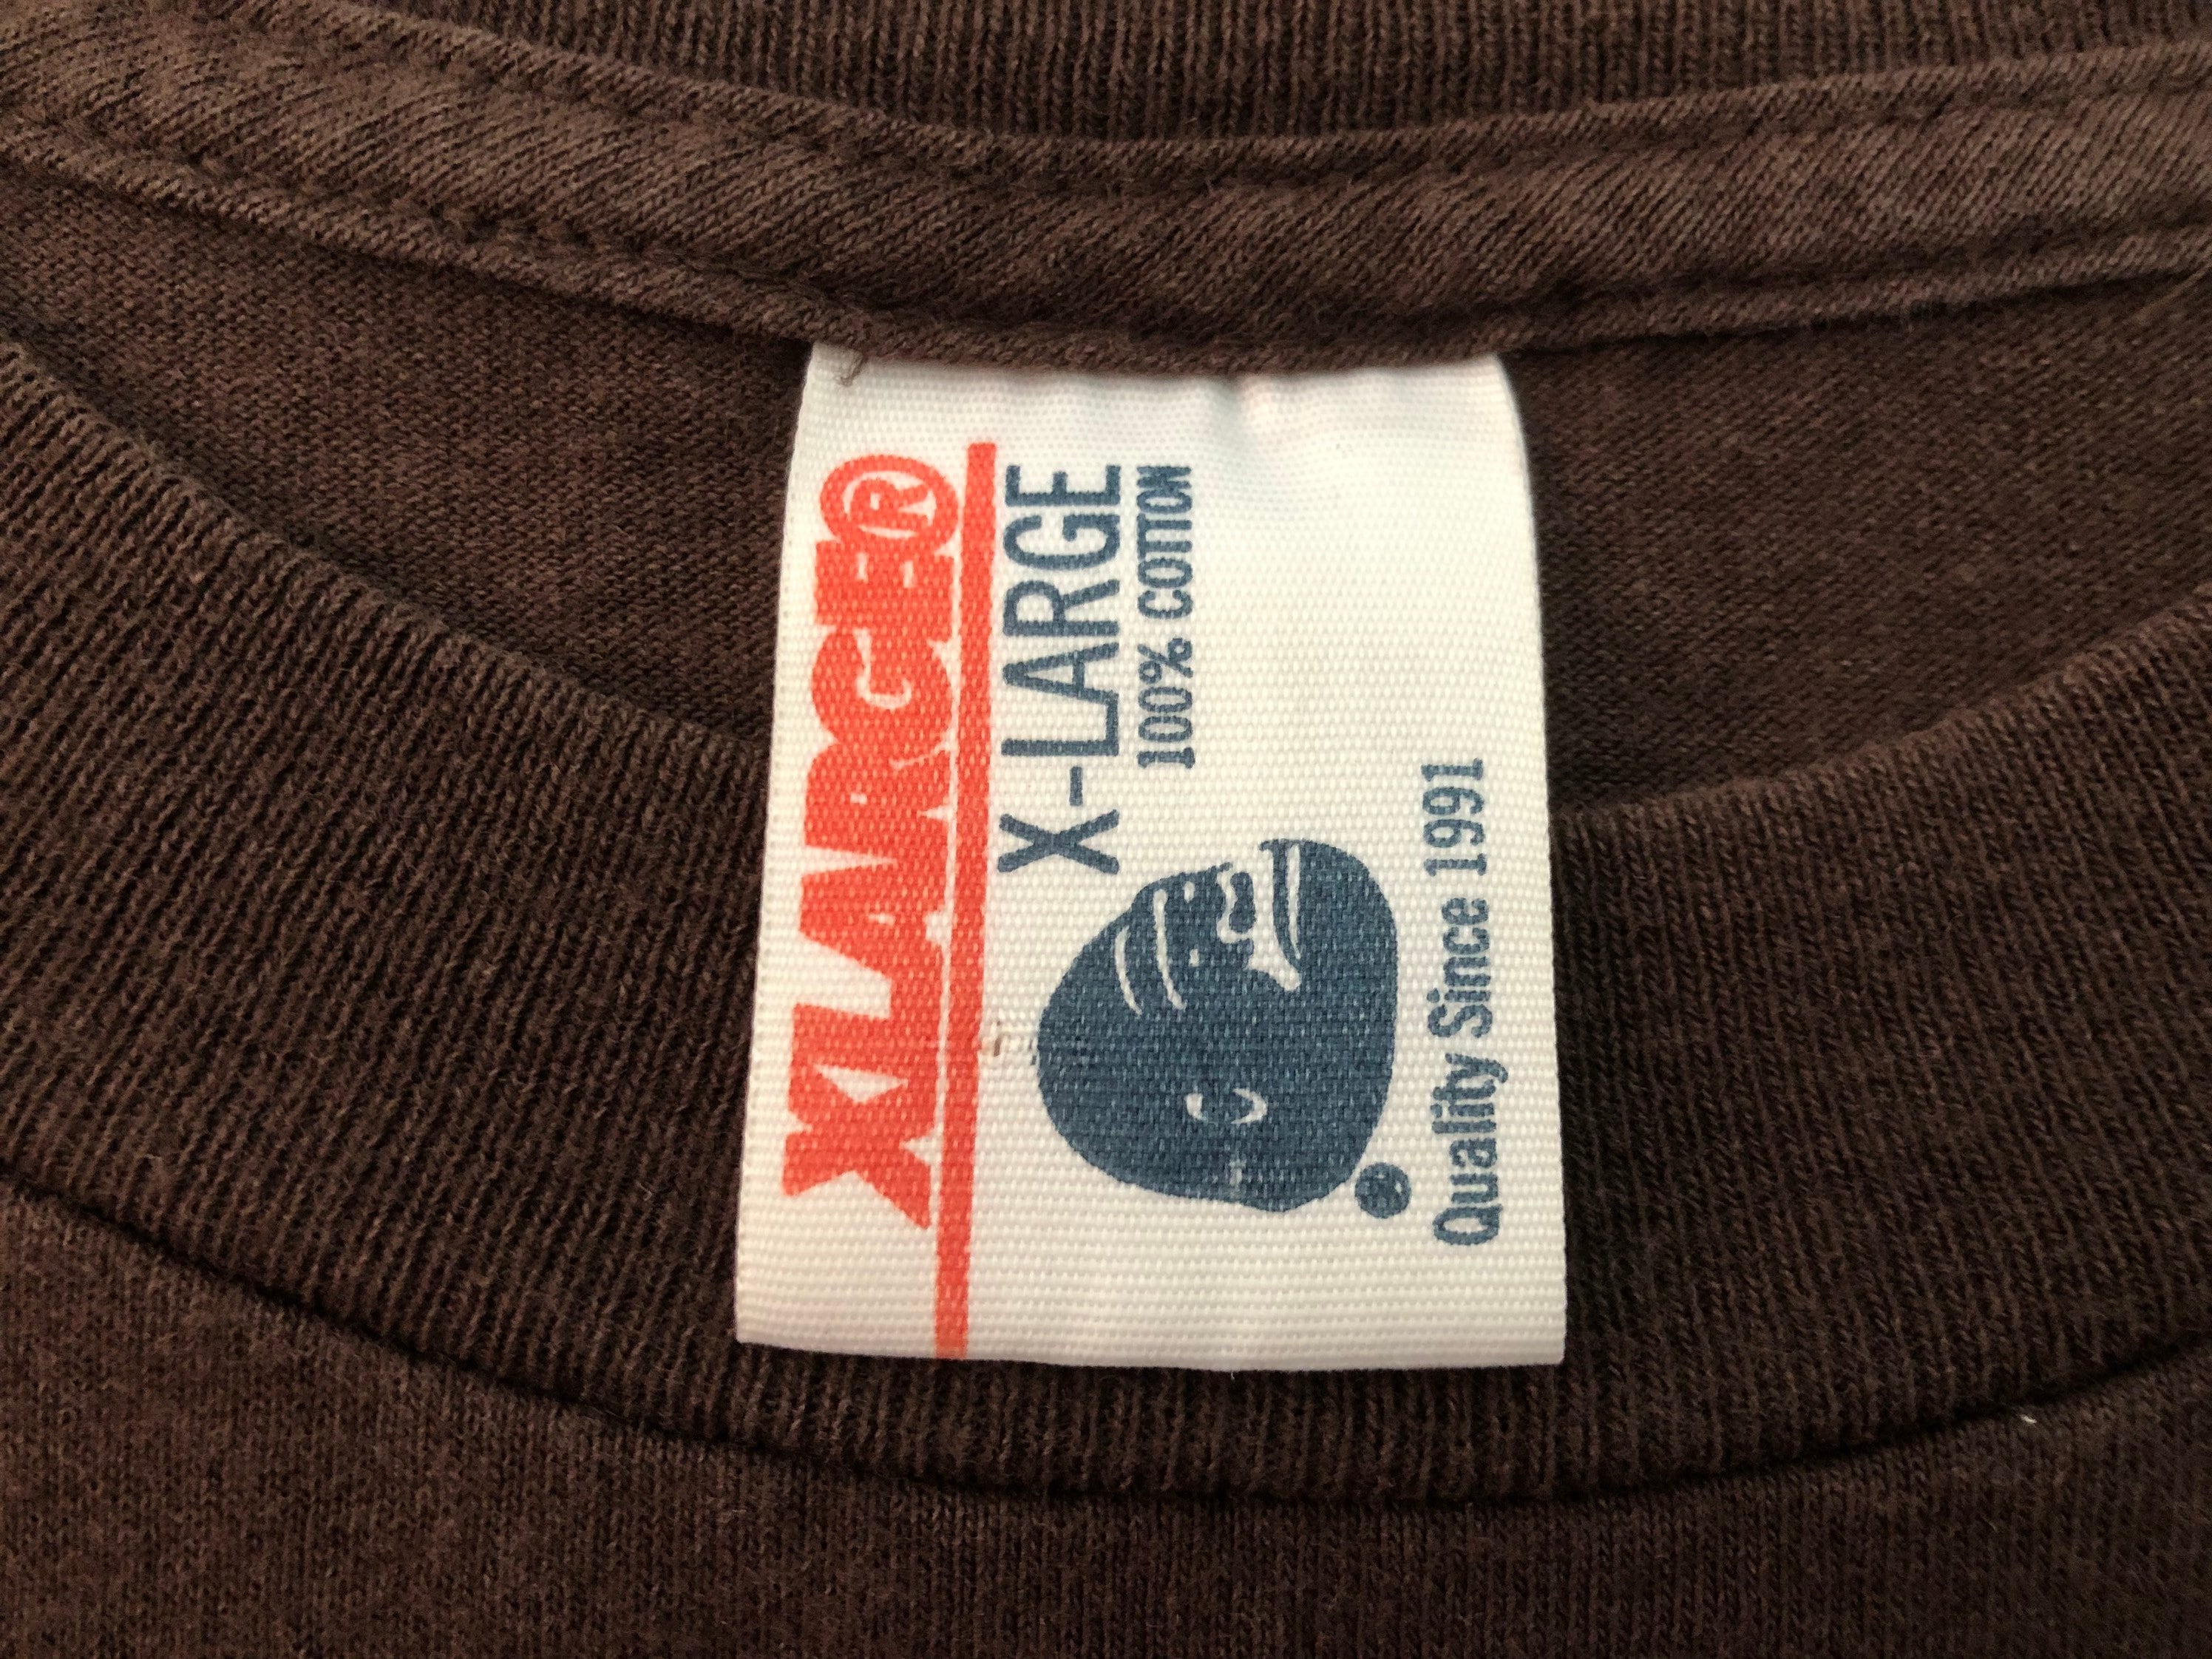 XLARGE®
X-LARGE
100% COTTON
®
Quality Since 1991